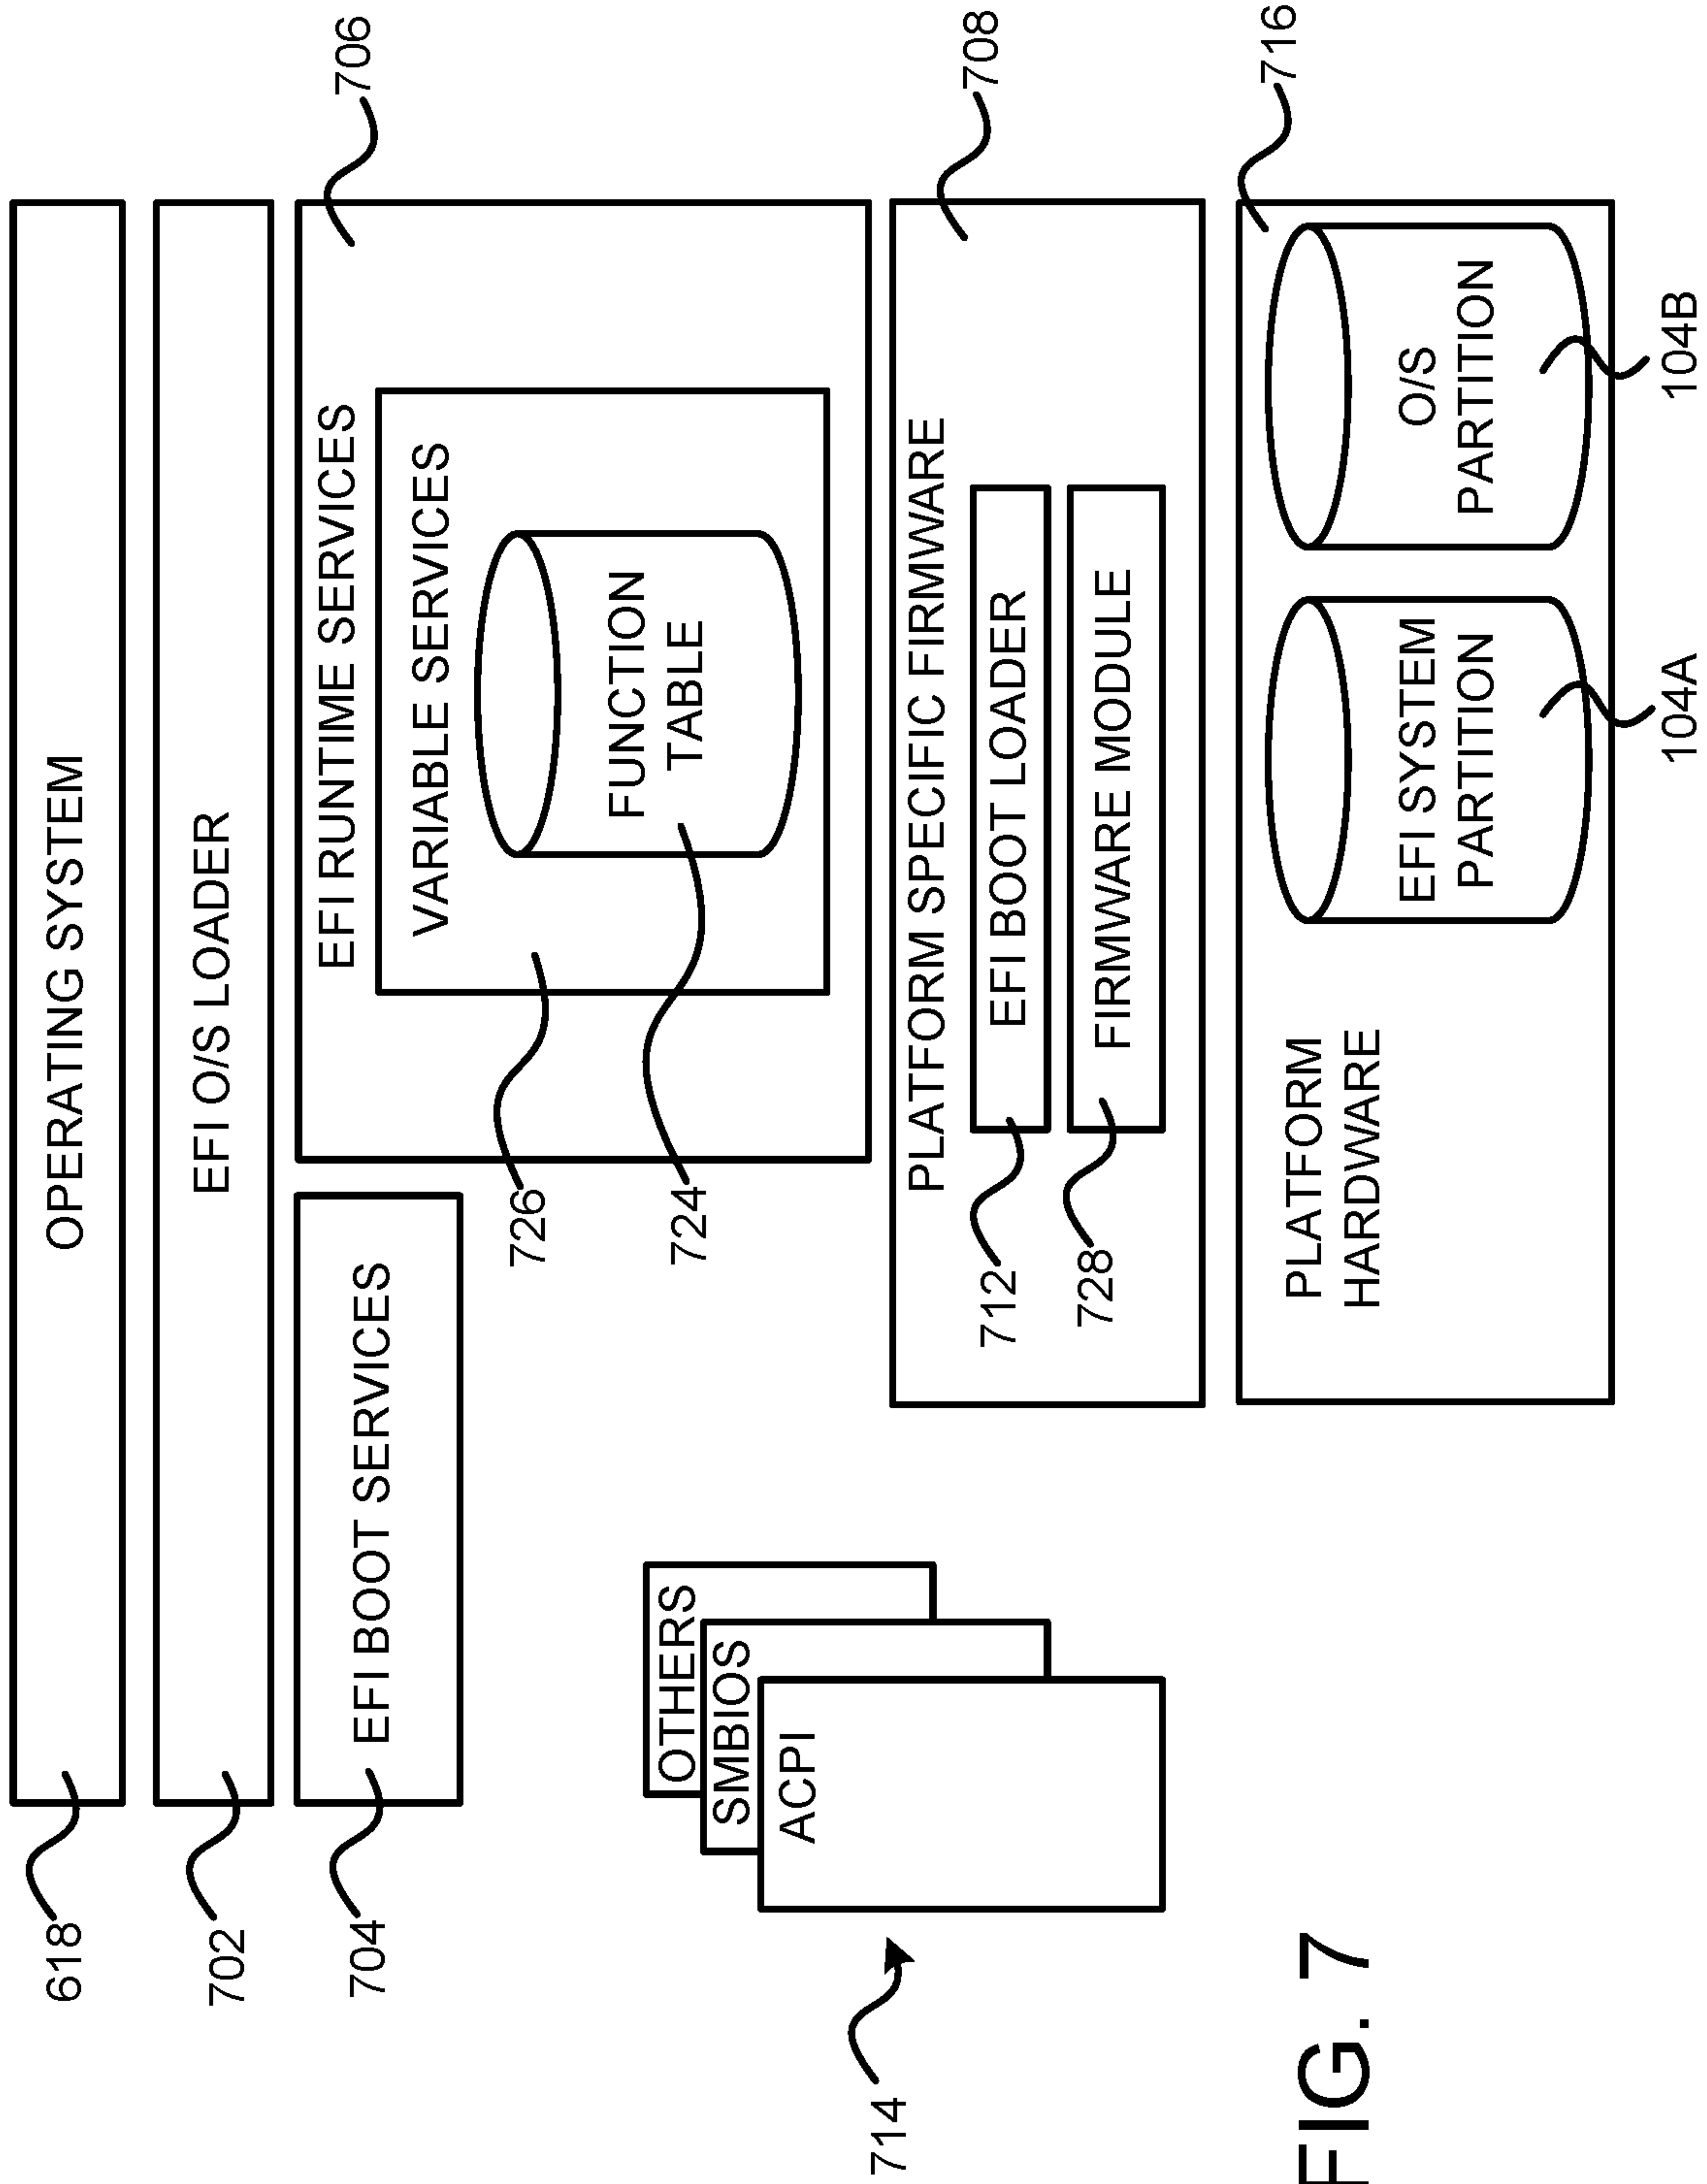 618
OPERATING SYSTEM
702
EFI O/S LOADER
704
EFI BOOT SERVICES
706
EFI RUNTIME SERVICES
726
VARIABLE SERVICES
724
FUNCTION
TABLE
714
OTHERS
SMBIOS
ACPI
708
PLATFORM SPECIFIC FIRMWARE
712
EFI BOOT LOADER
728
FIRMWARE MODULE
716
PLATFORM
HARDWARE
EFI SYSTEM
PARTITION
O/S
PARTITION
104A
104B
FIG. 7